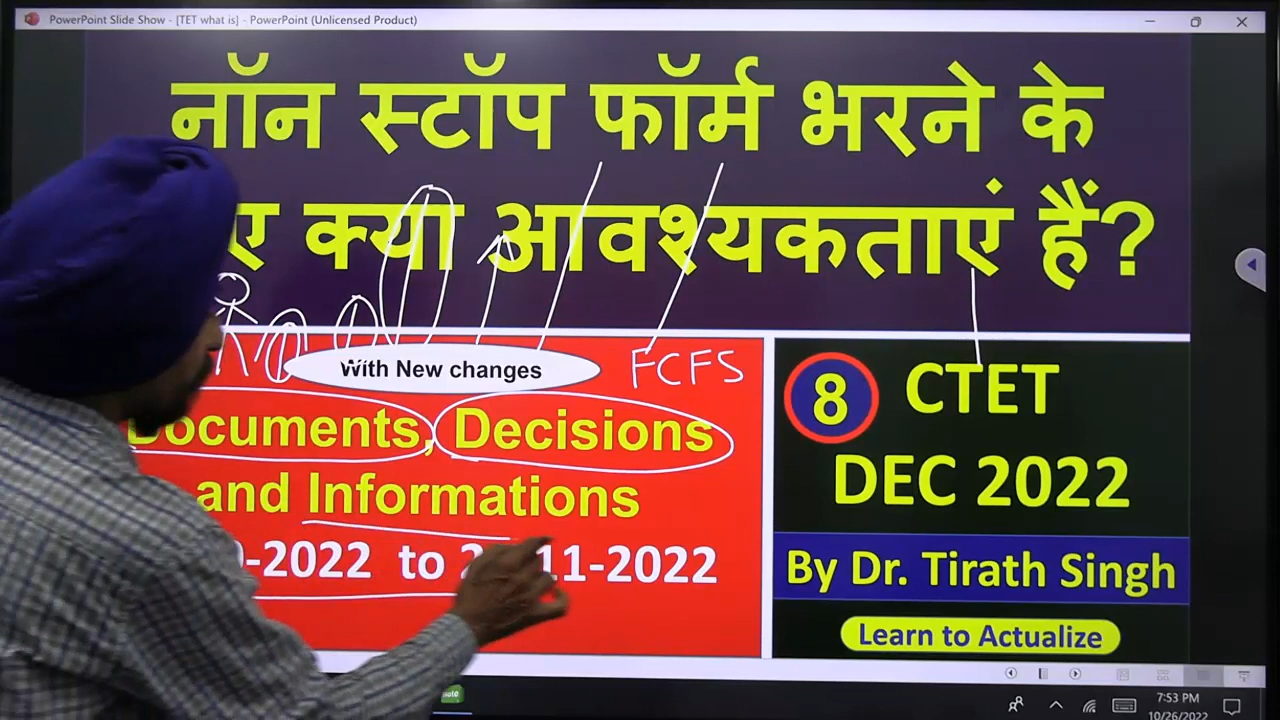 PowerPoint Slide Show - [TET what is] - PowerPoint (Unlicensed Product)
नॉन स्टॉप फॉर्म भरने के
क्या आवश्यकताएं हैं?
With New changes
FCFS
Documents, Decisions
and Informations
-2022 to 11-2022
8
CTET
DEC 2022
By Dr. Tirath Singh
Learn to Actualize
7:53 PM
10/26/2022